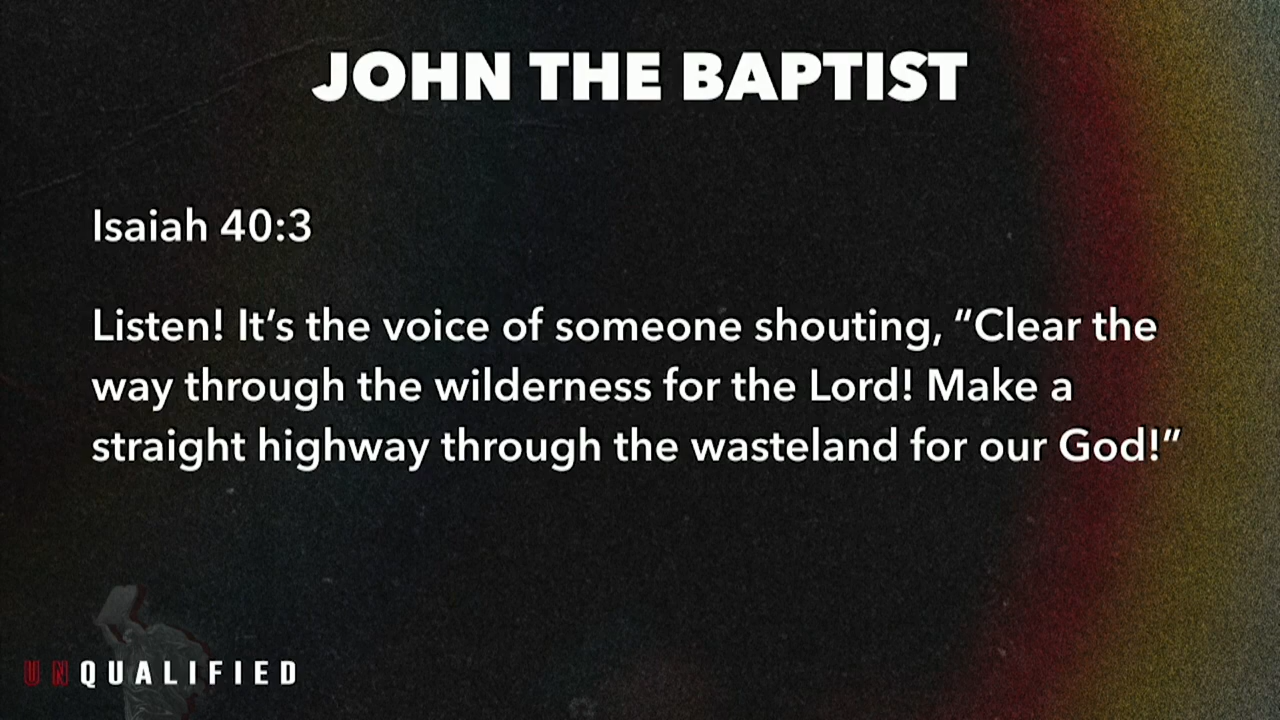 JOHN THE BAPTIST
Isaiah 40:3
Listen! It’s the voice of someone shouting, “Clear the
way through the wilderness for the Lord! Make a
straight highway through the wasteland for our God!”
UNQUALIFIED